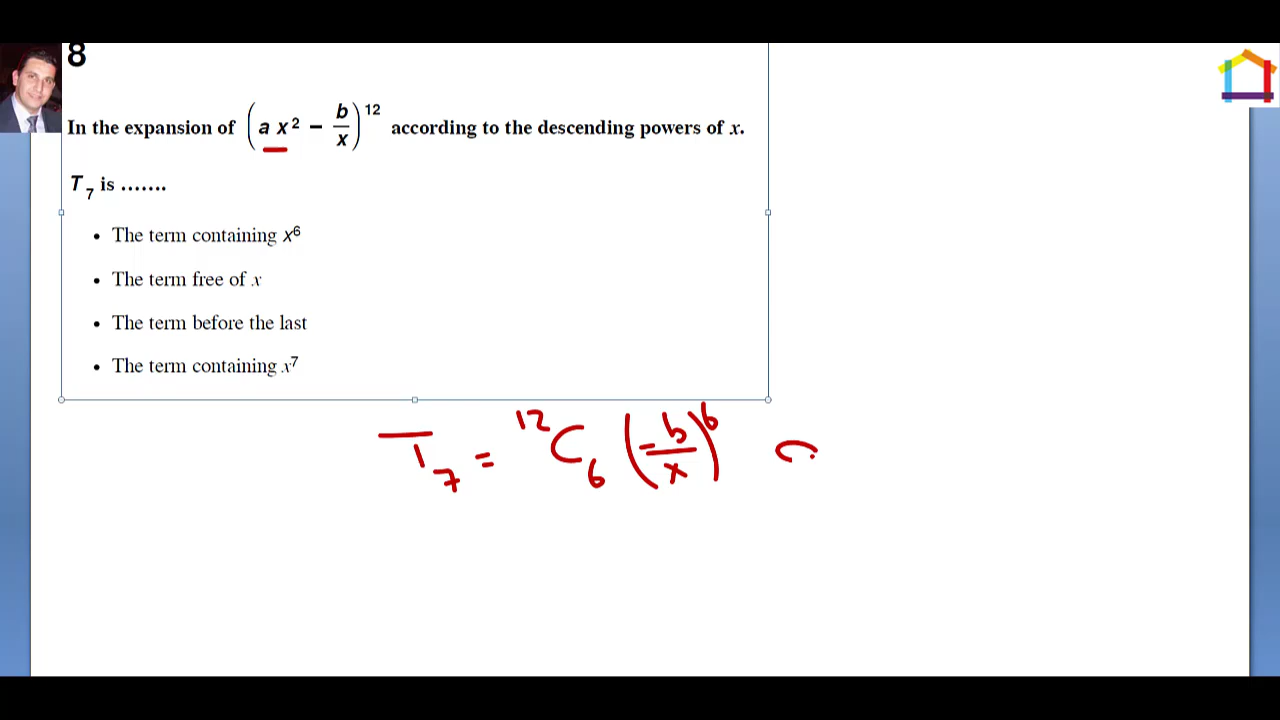 8
In the expansion of (a x² − b/x)¹² according to the descending powers of x.
T₇ is .......
• The term containing x⁶
• The term free of x
• The term before the last
• The term containing x⁷
T₇ = ¹²C₆ (−b/x)⁶